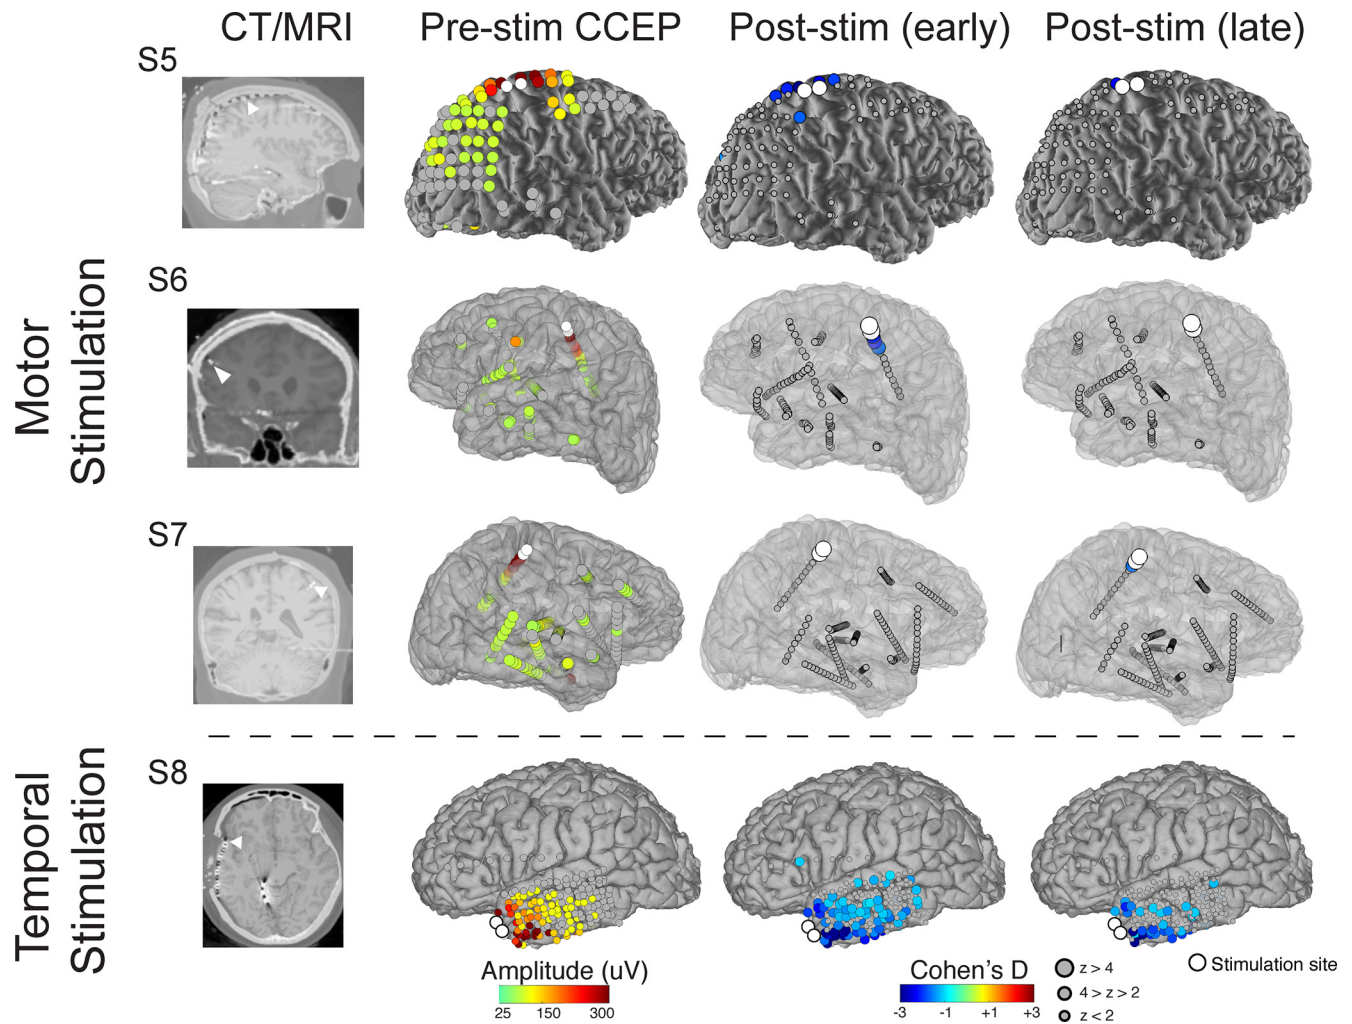 CT/MRI Pre-stim CCEP Post-stim (early) Post-stim (late)
S5
Motor
Stimulation
S6
S7
Temporal
Stimulation
S8
Amplitude (uV)
25 150 300
Cohen's D
-3 -1 +1 +3
z > 4
4 > z > 2
z < 2
Stimulation site